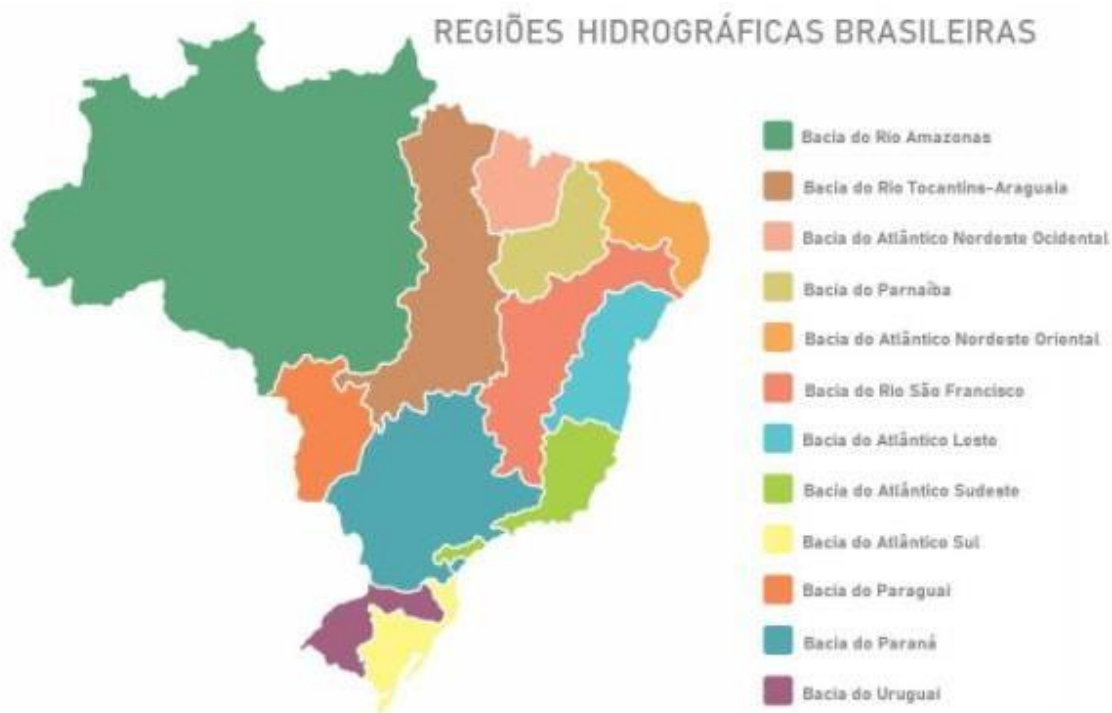 REGIÕES HIDROGRÁFICAS BRASILEIRAS
Bacia do Rio Amazonas
Bacia do Rio Tocantins-Araguaia
Bacia do Atlântico Nordeste Ocidental
Bacia do Parnaíba
Bacia do Atlântico Nordeste Oriental
Bacia do Rio São Francisco
Bacia do Atlântico Leste
Bacia do Atlântico Sudeste
Bacia do Atlântico Sul
Bacia do Paraguai
Bacia do Paraná
Bacia do Uruguai